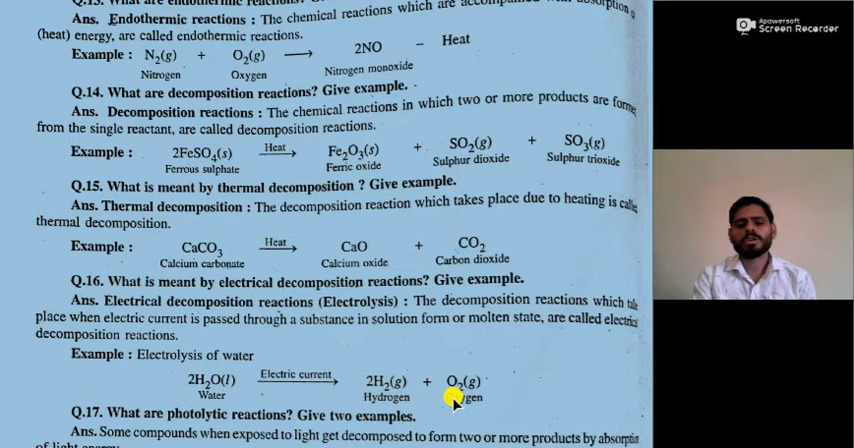 Ans. Endothermic reactions : The chemical reactions which are
(heat) energy, are called endothermic reactions.
Example : N₂(g) + O₂(g) ⟶ 2NO − Heat
Nitrogen Oxygen Nitrogen monoxide
Q.14. What are decomposition reactions? Give example.
Ans. Decomposition reactions : The chemical reactions in which two or more products are
from the single reactant, are called decomposition reactions.
Example : 2FeSO₄(s) Heat⟶ Fe₂O₃(s) + SO₂(g) + SO₃(g)
Ferrous sulphate Ferric oxide Sulphur dioxide Sulphur trioxide
Q.15. What is meant by thermal decomposition ? Give example.
Ans. Thermal decomposition : The decomposition reaction which takes place due to heating is
thermal decomposition.
Example : CaCO₃ Heat⟶ CaO + CO₂
Calcium carbonate Calcium oxide Carbon dioxide
Q.16. What is meant by electrical decomposition reactions? Give example.
Ans. Electrical decomposition reactions (Electrolysis) : The decomposition reactions which
place when electric current is passed through a substance in solution form or molten state, are called
decomposition reactions.
Example : Electrolysis of water
2H₂O(l) Electric current⟶ 2H₂(g) + O₂(g)
Water Hydrogen
Q.17. What are photolytic reactions? Give two examples.
Ans. Some compounds when exposed to light get decomposed to form two or more products by
of light energy
Apowersoft
Screen Recorder